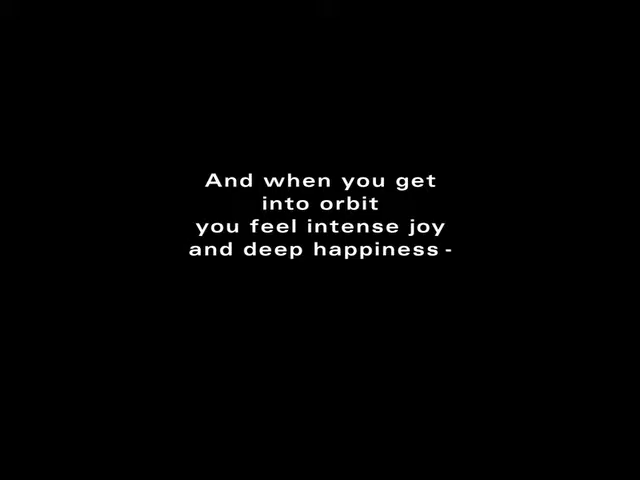 And when you get
into orbit
you feel intense joy
and deep happiness -